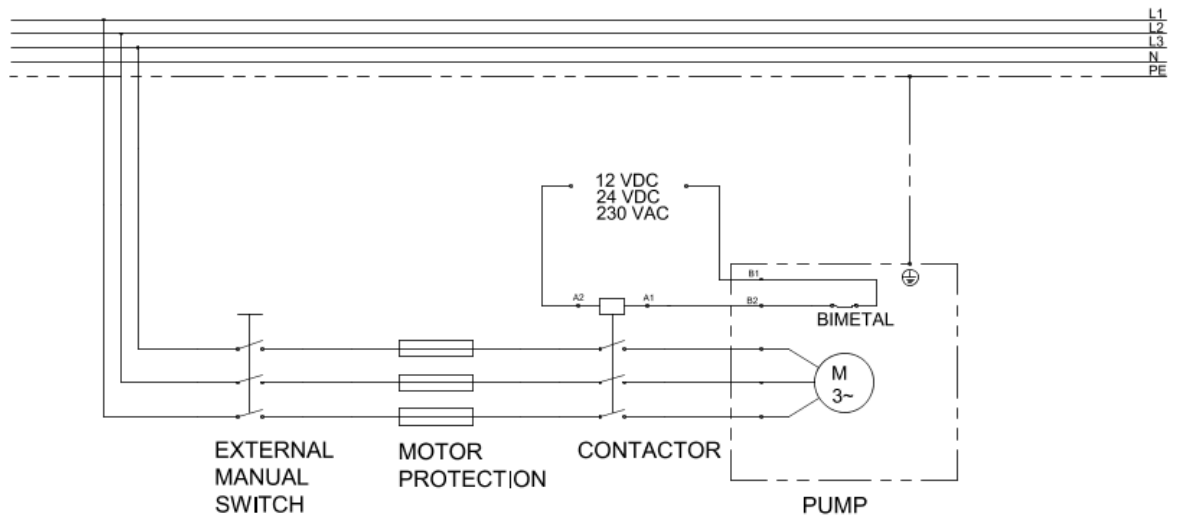 L1
L2
L3
N
PE
12 VDC
24 VDC
230 VAC
B1
A2
A1
B2
BIMETAL
M
3~
EXTERNAL
MANUAL
SWITCH
MOTOR
PROTECTION
CONTACTOR
PUMP